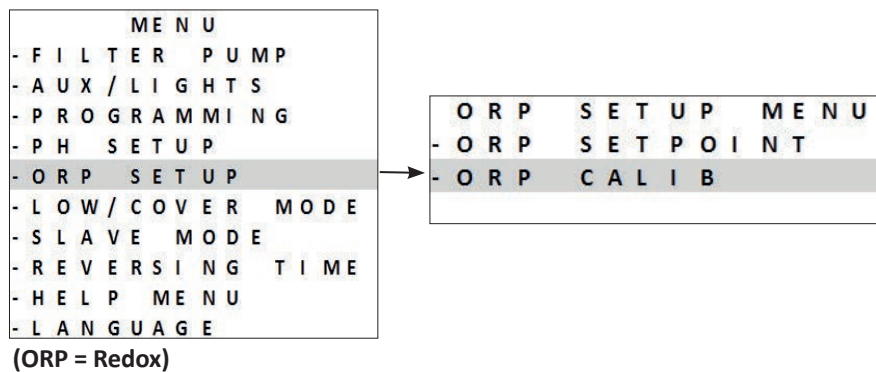 MENU
-FILTER PUMP
-AUX/LIGHTS
-PROGRAMMING
-PH SETUP
-ORP SETUP
-LOW/COVER MODE
-SLAVE MODE
-REVERSING TIME
-HELP MENU
-LANGUAGE
(ORP = Redox)
ORP SETUP MENU
-ORP SETPOINT
-ORP CALIB